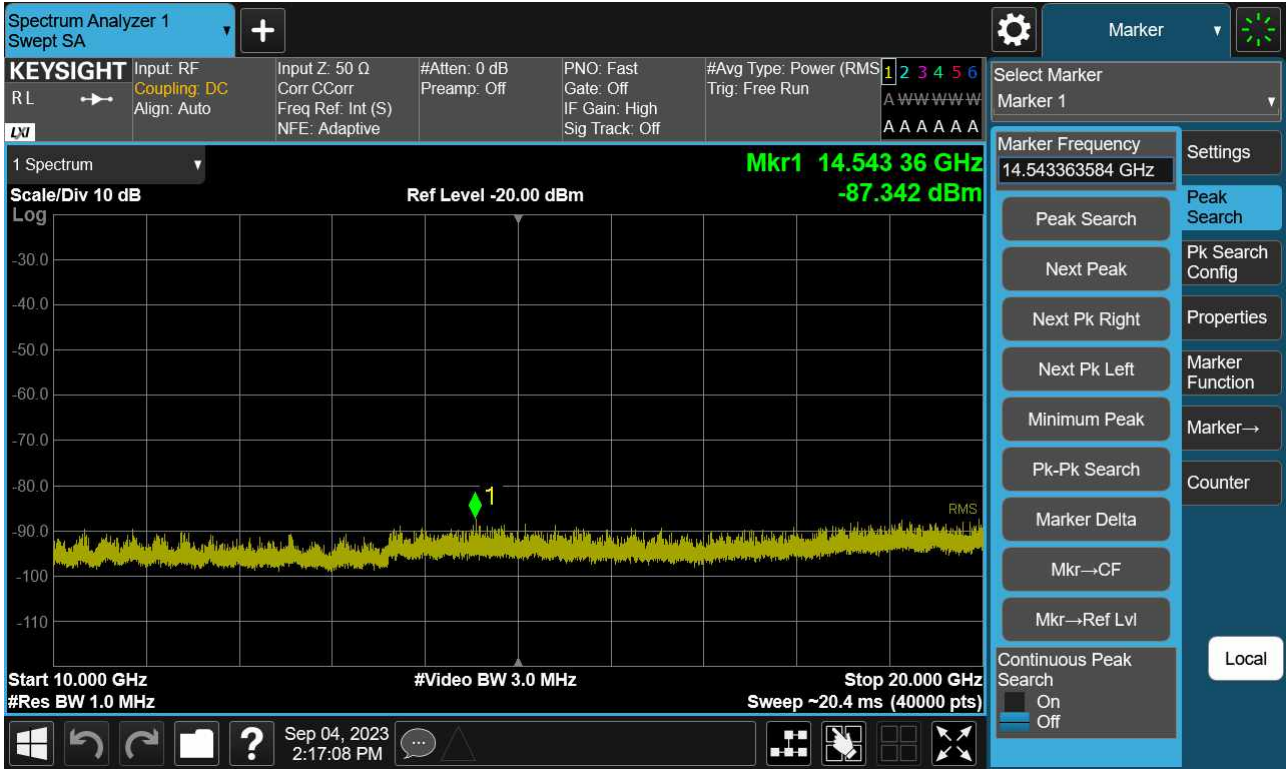 Spectrum Analyzer 1
Swept SA
Marker
KEYSIGHT
R L
LXI
Input: RF
Coupling: DC
Align: Auto
Input Z: 50 Ω
Corr CCorr
Freq Ref: Int (S)
NFE: Adaptive
#Atten: 0 dB
Preamp: Off
PNO: Fast
Gate: Off
IF Gain: High
Sig Track: Off
#Avg Type: Power (RMS
Trig: Free Run
1 2 3 4 5 6
A W W W W W
A A A A A A
Select Marker
Marker 1
1 Spectrum
Scale/Div 10 dB
Ref Level -20.00 dBm
Mkr1 14.543 36 GHz
-87.342 dBm
Log
-30.0
-40.0
-50.0
-60.0
-70.0
-80.0
-90.0
-100
-110
1
RMS
Start 10.000 GHz
#Res BW 1.0 MHz
#Video BW 3.0 MHz
Stop 20.000 GHz
Sweep ~20.4 ms (40000 pts)
Marker Frequency
14.543363584 GHz
Peak Search
Next Peak
Next Pk Right
Next Pk Left
Minimum Peak
Pk-Pk Search
Marker Delta
Mkr→CF
Mkr→Ref Lvl
Continuous Peak
Search
On
Off
Settings
Peak
Search
Pk Search
Config
Properties
Marker
Function
Marker→
Counter
Local
?
Sep 04, 2023
2:17:08 PM